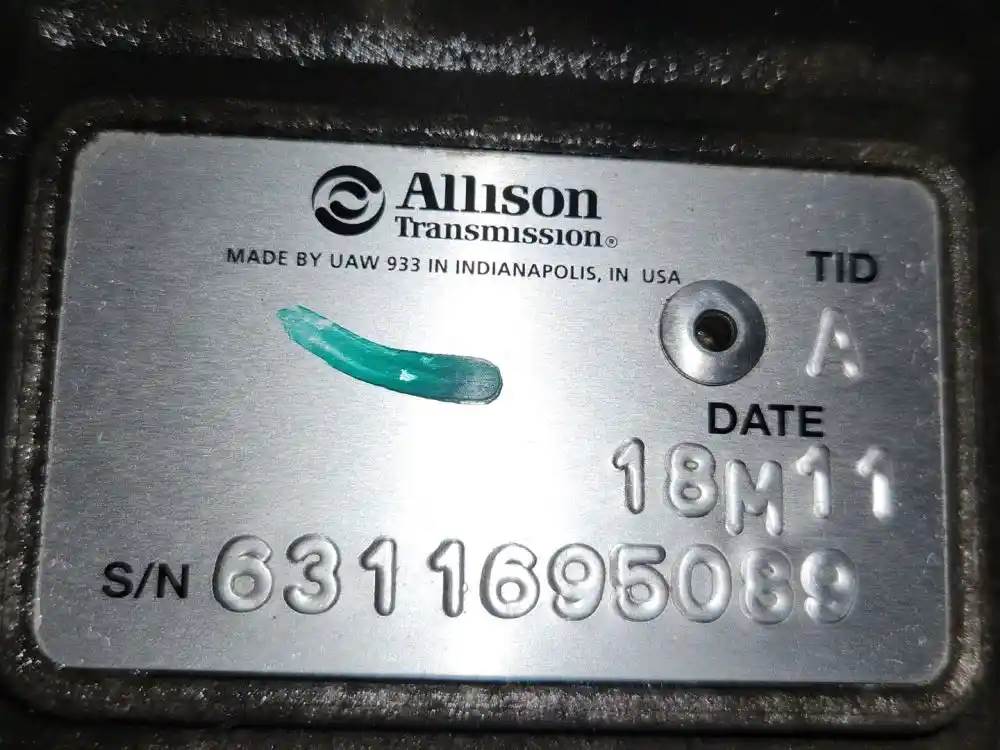 Allison
Transmission®
MADE BY UAW 933 IN INDIANAPOLIS, IN USA
TID
A
DATE
18M11
S/N 6311695089